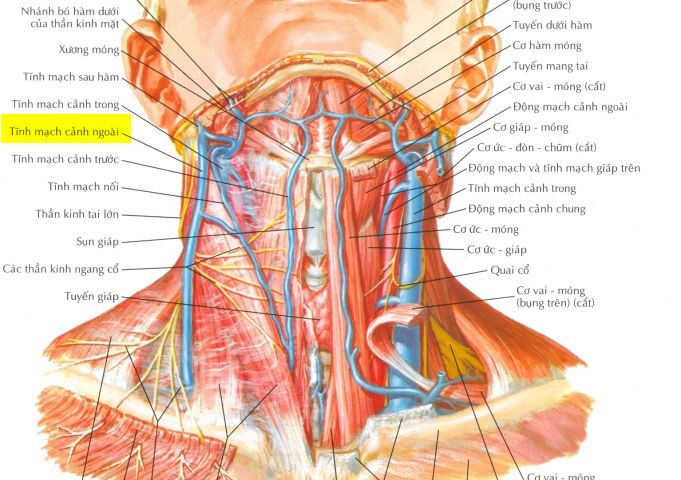 Nhánh bó hàm dưới
của thần kinh mặt
Xương móng
Tĩnh mạch sau hàm
Tĩnh mạch cảnh trong
Tĩnh mạch cảnh ngoài
Tĩnh mạch cảnh trước
Tĩnh mạch nối
Thần kinh tai lớn
Sụn giáp
Các thần kinh ngang cổ
Tuyến giáp
(bụng trước)
Tuyến dưới hàm
Cơ hàm móng
Tuyến mang tai
Cơ vai - móng (cắt)
Động mạch cảnh ngoài
Cơ giáp - móng
Cơ ức - đòn - chũm (cắt)
Động mạch và tĩnh mạch giáp trên
Tĩnh mạch cảnh trong
Động mạch cảnh chung
Cơ ức - móng
Cơ ức - giáp
Quai cổ
Cơ vai - móng
(bụng trên) (cắt)
Cơ vai - móng